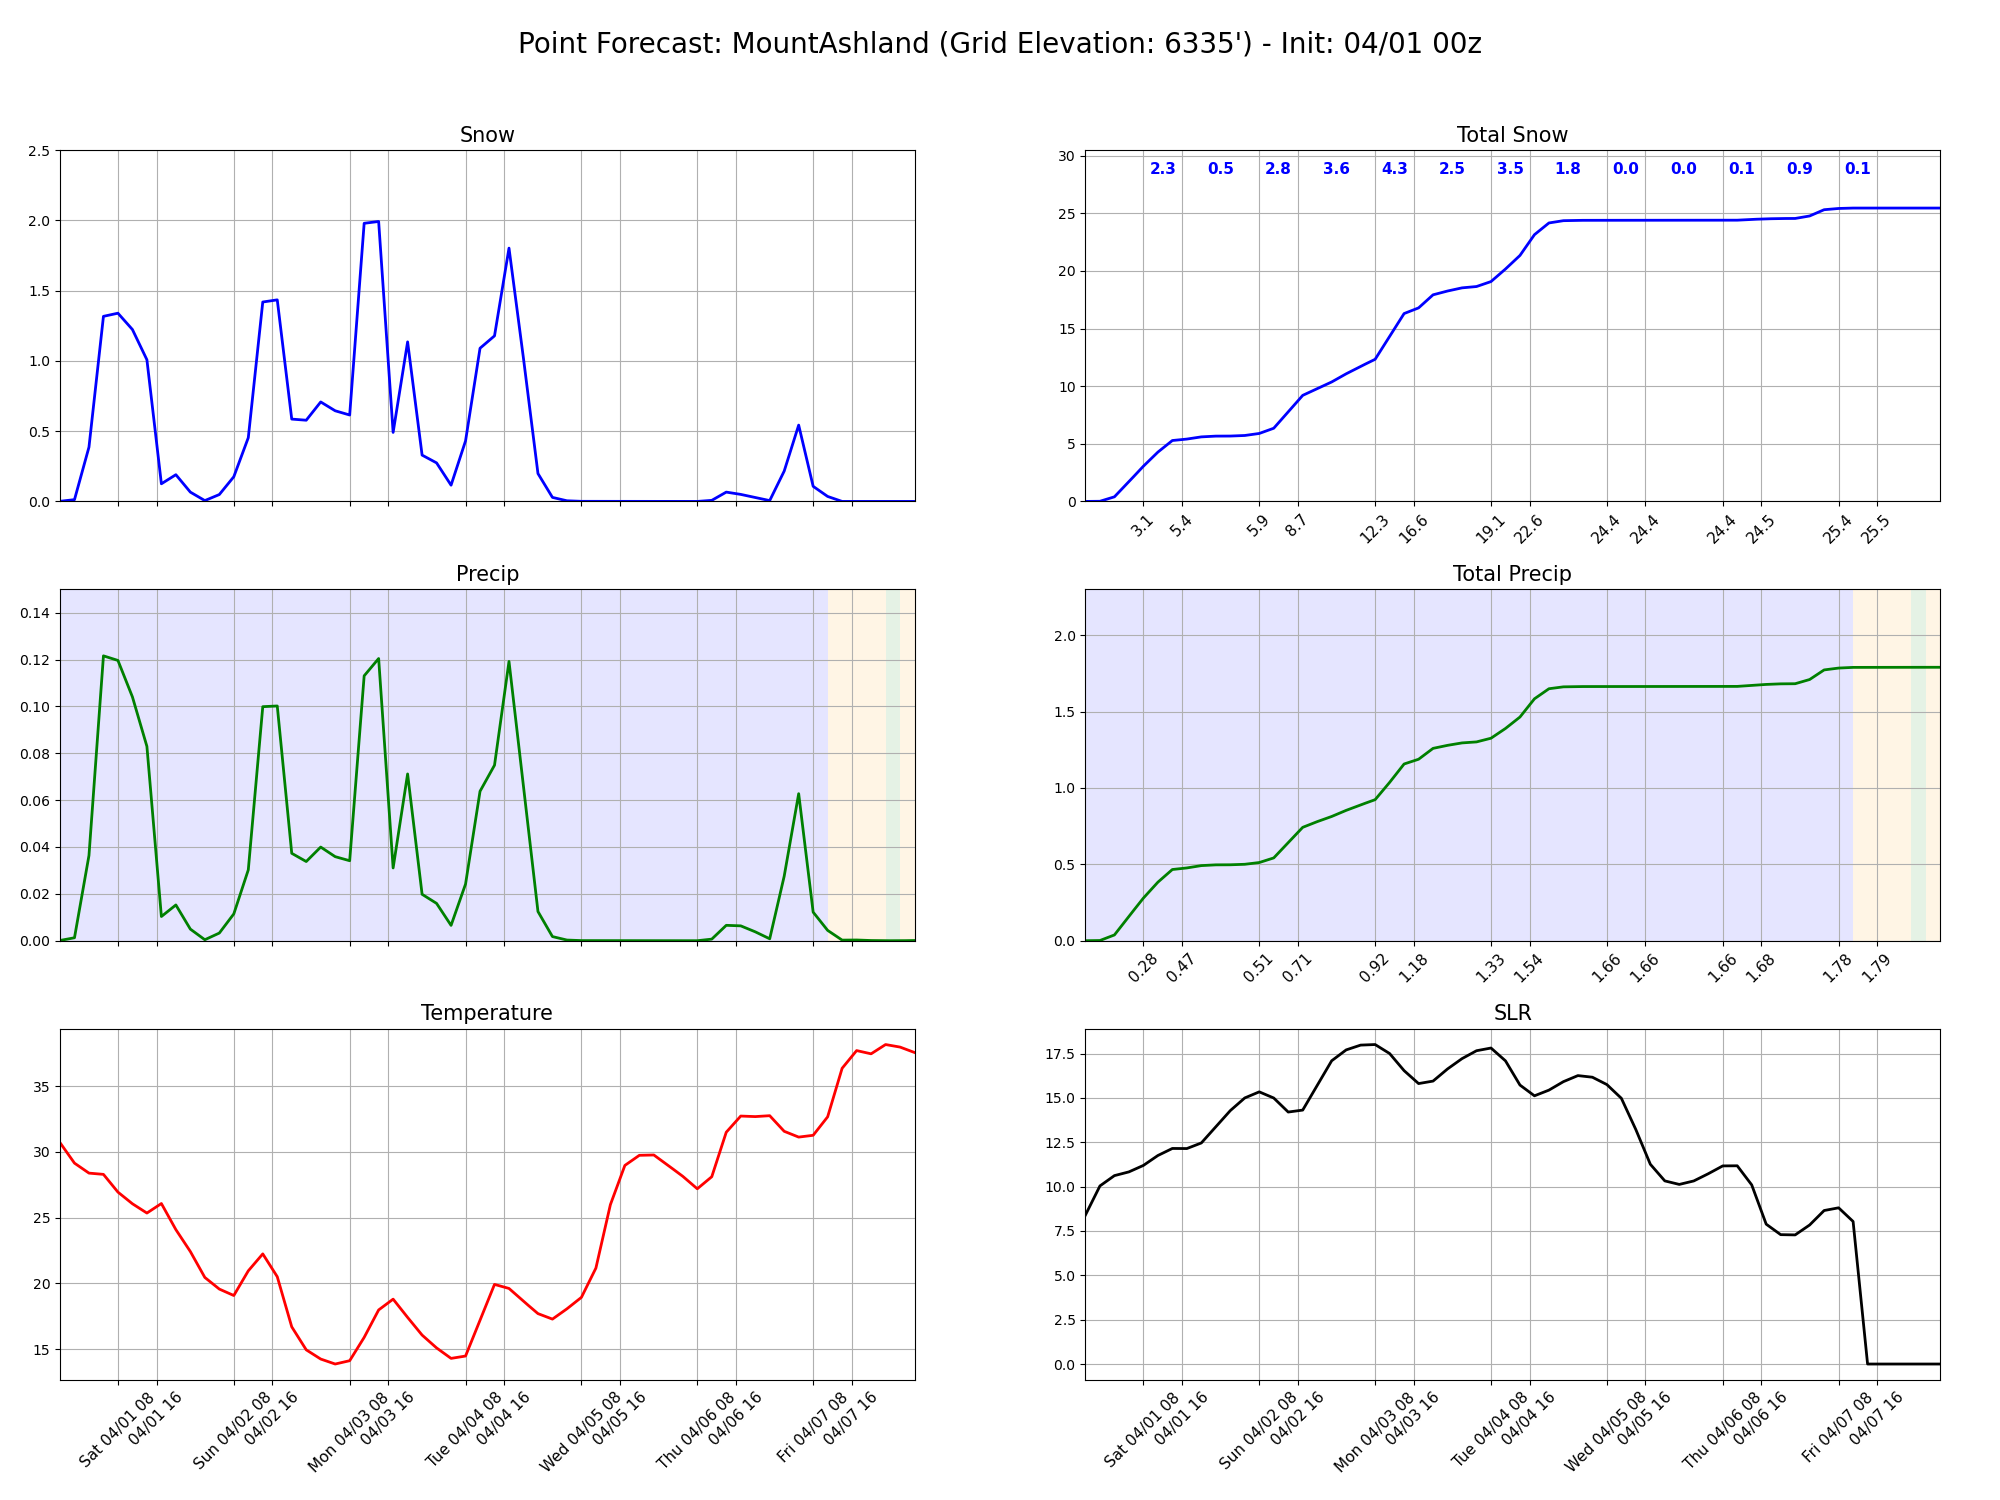 Point Forecast: MountAshland (Grid Elevation: 6335') - Init: 04/01 00z
Snow
2.5
2.0
1.5
1.0
0.5
0.0
Total Snow
30
25
20
15
10
5
0
2.3 0.5 2.8 3.6 4.3 2.5 3.5 1.8 0.0 0.0 0.1 0.9 0.1
3.1 5.4 5.9 8.7 12.3 16.6 19.1 22.6 24.4 24.4 24.4 24.5 25.4 25.5
Precip
0.14
0.12
0.10
0.08
0.06
0.04
0.02
0.00
Total Precip
2.0
1.5
1.0
0.5
0.0
0.28 0.47 0.51 0.71 0.92 1.18 1.33 1.54 1.66 1.66 1.66 1.68 1.78 1.79
Temperature
35
30
25
20
15
Sat 04/01 08
04/01 16
Sun 04/02 08
04/02 16
Mon 04/03 08
04/03 16
Tue 04/04 08
04/04 16
Wed 04/05 08
04/05 16
Thu 04/06 08
04/06 16
Fri 04/07 08
04/07 16
SLR
17.5
15.0
12.5
10.0
7.5
5.0
2.5
0.0
Sat 04/01 08
04/01 16
Sun 04/02 08
04/02 16
Mon 04/03 08
04/03 16
Tue 04/04 08
04/04 16
Wed 04/05 08
04/05 16
Thu 04/06 08
04/06 16
Fri 04/07 08
04/07 16